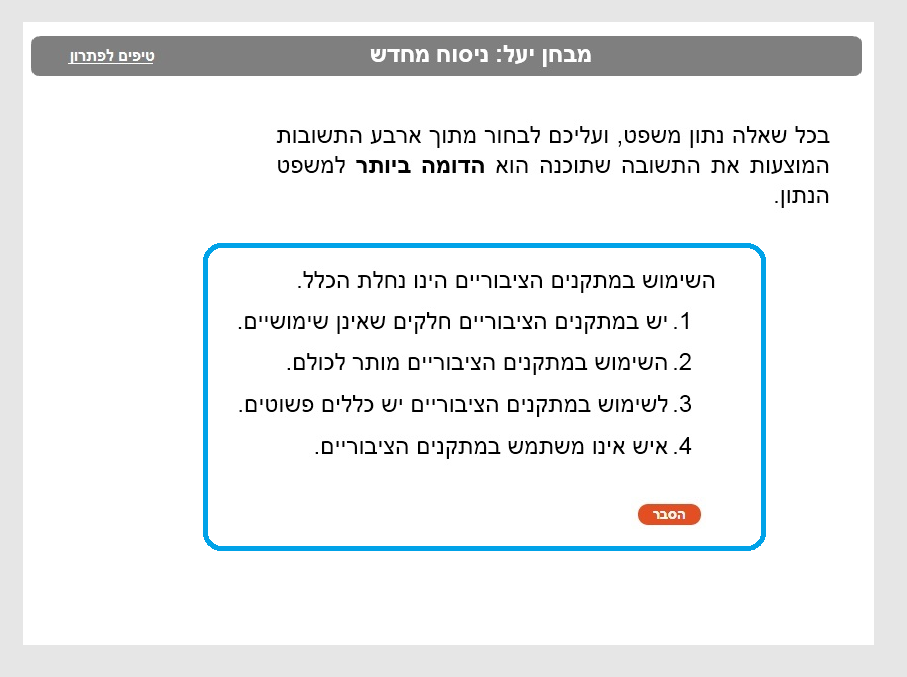 מבחן יעל: ניסוח מחדש
טיפים לפתרון
בכל שאלה נתון משפט, ועליכם לבחור מתוך ארבע התשובות
המוצעות את התשובה שתוכנה הוא הדומה ביותר למשפט
הנתון.
השימוש במתקנים הציבוריים הינו נחלת הכלל.
1. יש במתקנים הציבוריים חלקים שאינן שימושיים.
2. השימוש במתקנים הציבוריים מותר לכולם.
3. לשימוש במתקנים הציבוריים יש כללים פשוטים.
4. איש אינו משתמש במתקנים הציבוריים.
הסבר